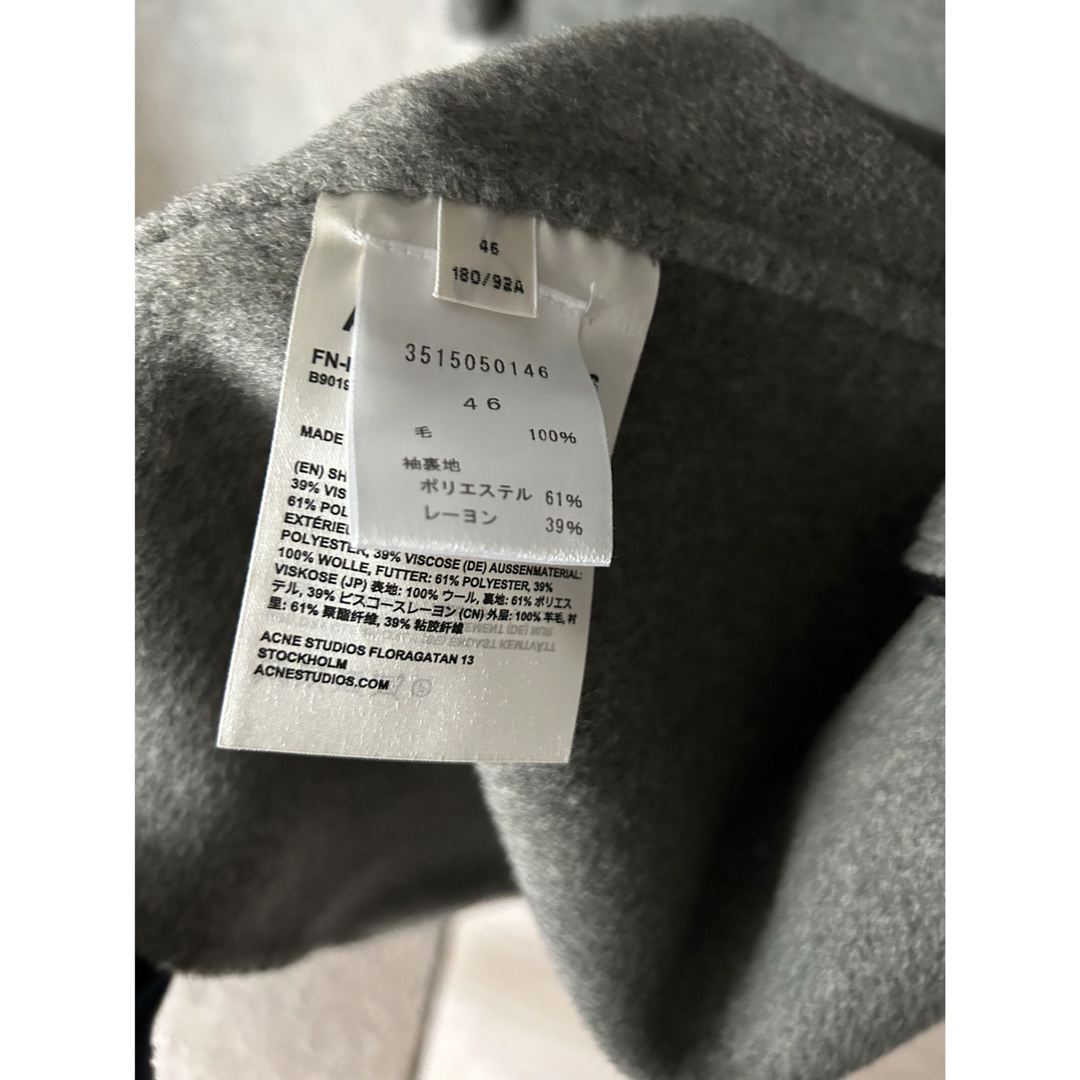 46
180/92A
3515050146
46
毛 100%
袖裏地
ポリエステル 61%
レーヨン 39%
FN-
B9019
MADE
(EN) SH
39% VIS
61% POL
EXTÉRIEU
POLYESTER, 39% VISCOSE (DE) AUSSENMATERIAL:
100% WOLLE, FUTTER: 61% POLYESTER, 39%
VISKOSE (JP) 表地: 100% ウール, 裏地: 61% ポリエス
テル, 39% ビスコースレーヨン (CN) 外层: 100% 羊毛, 衬
里: 61% 聚酯纤维, 39% 粘胶纤维
ACNE STUDIOS FLORAGATAN 13
STOCKHOLM
ACNESTUDIOS.COM